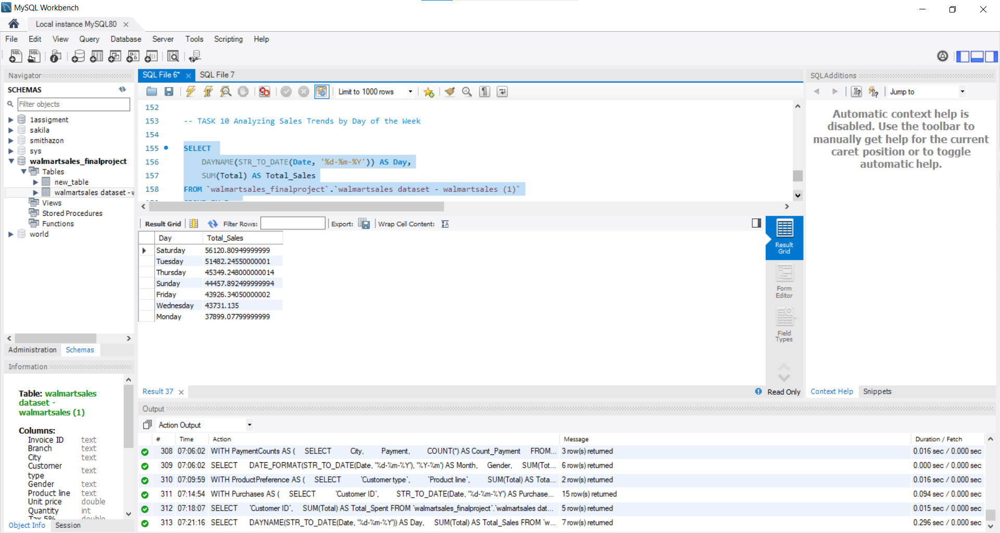 MySQL Workbench
Local instance MySQL80
File Edit View Query Database Server Tools Scripting Help
Navigator
SCHEMAS
Filter objects
1assigment
sakila
smithazon
sys
walmartsales_finalproject
Tables
new_table
walmartsales dataset - w
Views
Stored Procedures
Functions
world
Administration Schemas
Information
Table: walmartsales
dataset -
walmartsales (1)
Columns:
Invoice ID text
Branch text
City text
Customer
type text
Gender text
Product line text
Unit price double
Quantity int
Tax 5% double
Object Info Session
SQL File 6* SQL File 7
Limit to 1000 rows
152
153 -- TASK 10 Analyzing Sales Trends by Day of the Week
154
155 SELECT
156 DAYNAME(STR_TO_DATE(Date, '%d-%m-%Y')) AS Day,
157 SUM(Total) AS Total_Sales
158 FROM `walmartsales_finalproject`.`walmartsales dataset - walmartsales (1)`
Result Grid Filter Rows: Export: Wrap Cell Content:
Day Total_Sales
Saturday 56120.80949999999
Tuesday 51482.24550000001
Thursday 45349.248000000014
Sunday 44457.892499999994
Friday 43926.34050000002
Wednesday 43731.135
Monday 37899.07799999999
Result
Grid
Form
Editor
Field
Types
Result 37
Read Only
SQLAdditions
Jump to
Automatic context help is
disabled. Use the toolbar to
manually get help for the current
caret position or to toggle
automatic help.
Context Help Snippets
Output
Action Output
# Time Action Message Duration / Fetch
308 07:06:02 WITH PaymentCounts AS ( SELECT City, Payment, COUNT(*) AS Count_Payment FROM... 3 row(s) returned 0.016 sec / 0.000 sec
309 07:06:02 SELECT DATE_FORMAT(STR_TO_DATE(Date, '%d-%m-%Y'), '%Y-%m') AS Month, Gender, SUM(Tot... 6 row(s) returned 0.000 sec / 0.000 sec
310 07:09:59 WITH ProductPreference AS ( SELECT `Customer type`, `Product line`, SUM(Total) AS Tota... 2 row(s) returned 0.016 sec / 0.000 sec
311 07:14:54 WITH Purchases AS ( SELECT `Customer ID`, STR_TO_DATE(Date, '%d-%m-%Y') AS Purchase... 15 row(s) returned 0.094 sec / 0.000 sec
312 07:18:07 SELECT `Customer ID`, SUM(Total) AS Total_Spent FROM `walmartsales_finalproject`.`walmartsales dat... 5 row(s) returned 0.015 sec / 0.000 sec
313 07:21:16 SELECT DAYNAME(STR_TO_DATE(Date, '%d-%m-%Y')) AS Day, SUM(Total) AS Total_Sales FROM `w... 7 row(s) returned 0.296 sec / 0.000 sec